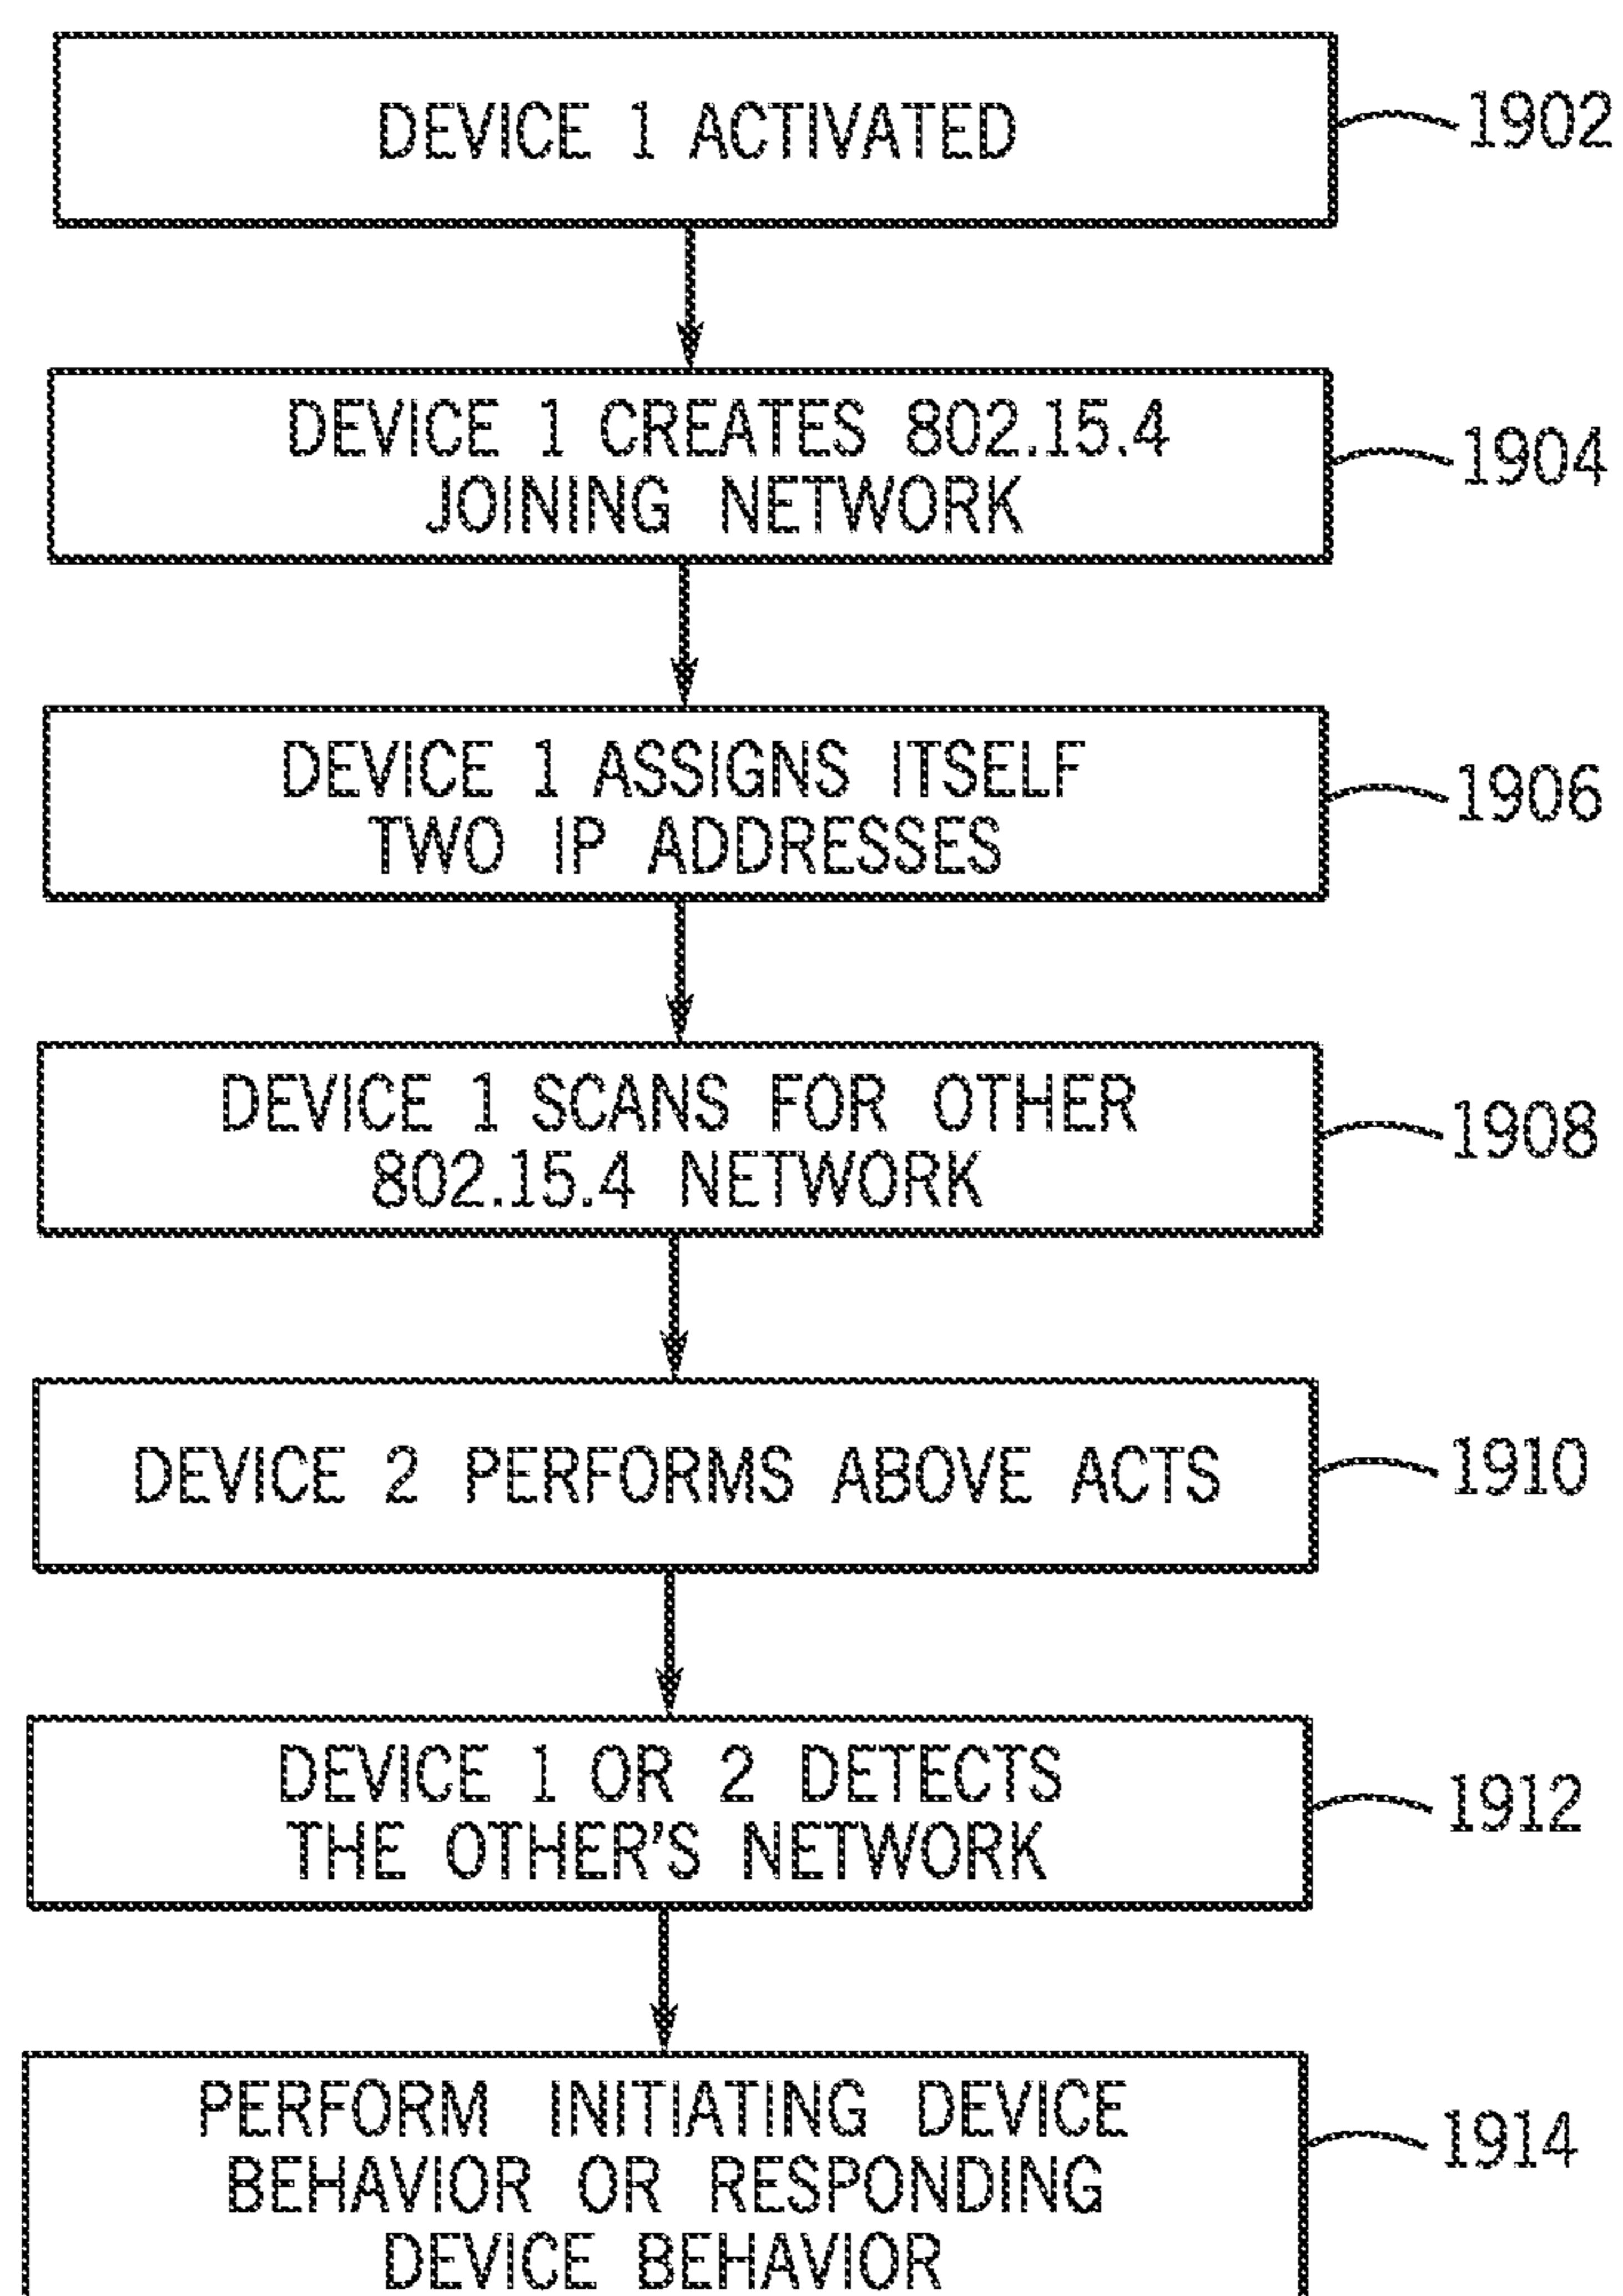 DEVICE 1 ACTIVATED
1902
DEVICE 1 CREATES 802.15.4
JOINING NETWORK
1904
DEVICE 1 ASSIGNS ITSELF
TWO IP ADDRESSES
1906
DEVICE 1 SCANS FOR OTHER
802.15.4 NETWORK
1908
DEVICE 2 PERFORMS ABOVE ACTS
1910
DEVICE 1 OR 2 DETECTS
THE OTHER'S NETWORK
1912
PERFORM INITIATING DEVICE
BEHAVIOR OR RESPONDING
DEVICE BEHAVIOR
1914